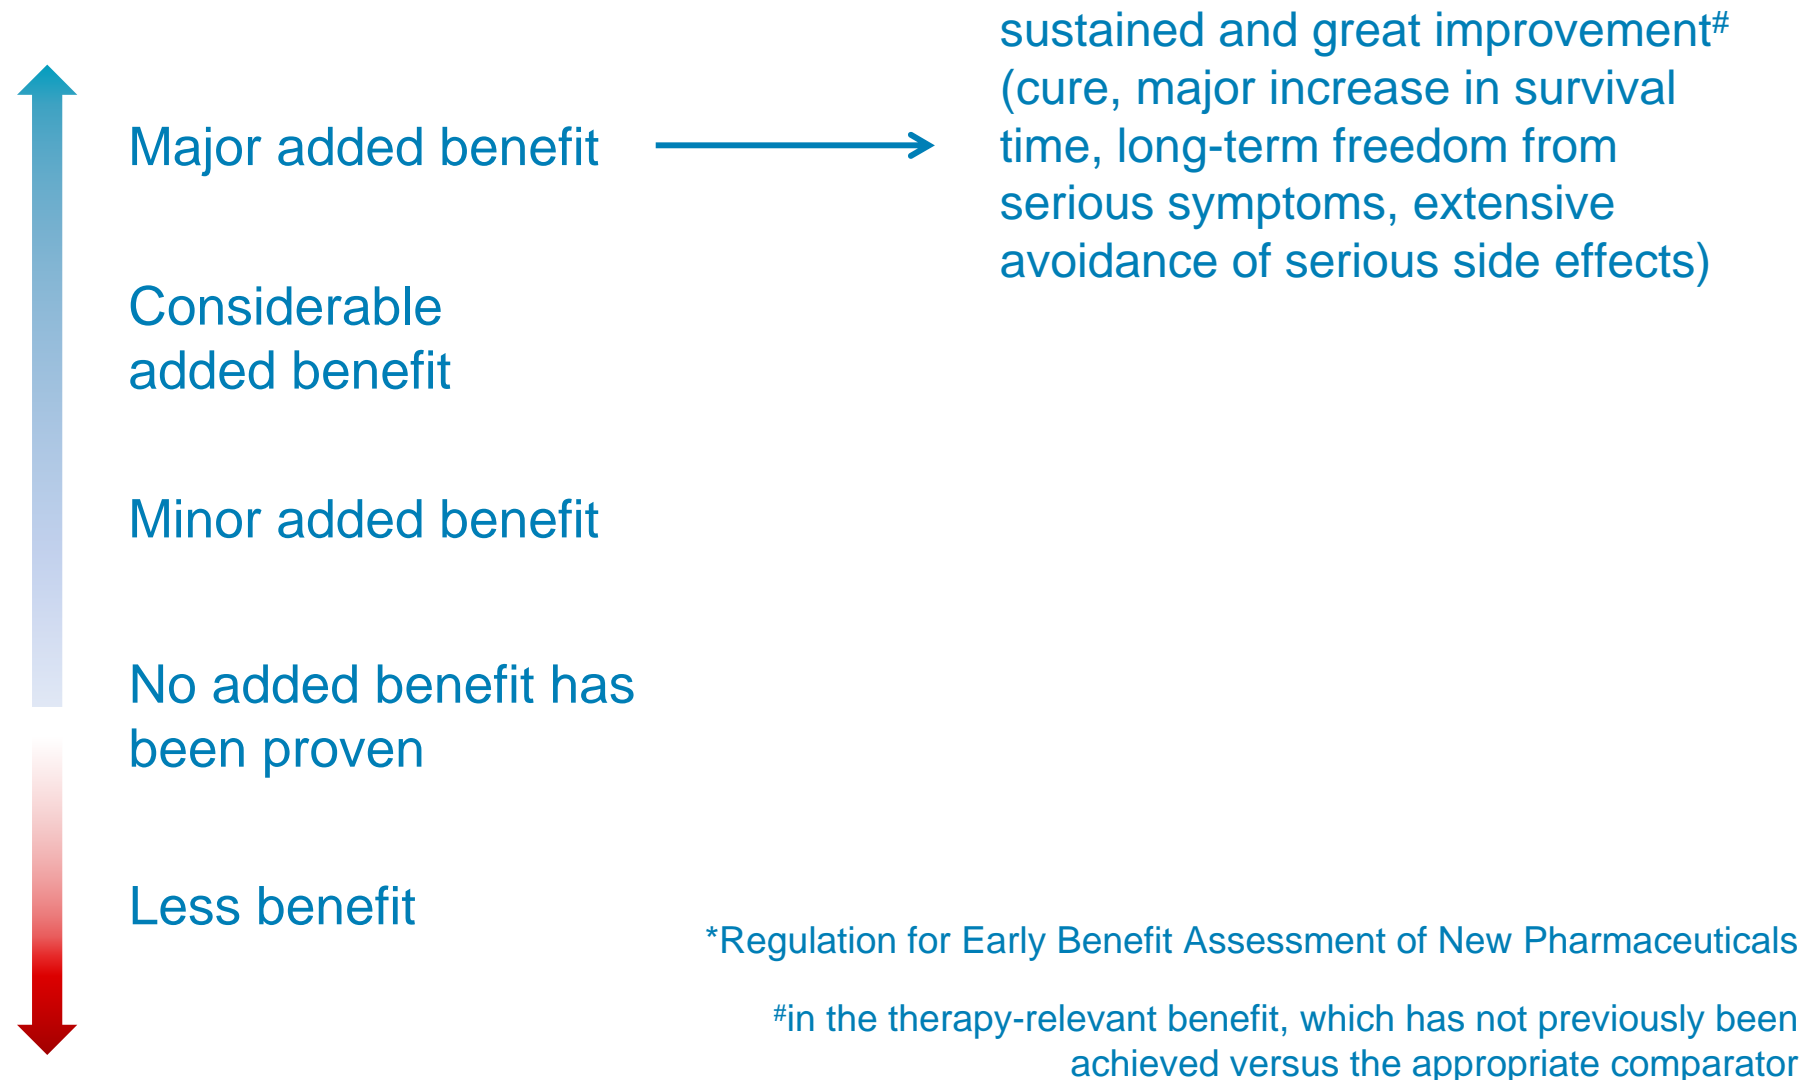 sustained and great improvement#
(cure, major increase in survival
time, long-term freedom from
serious symptoms, extensive
avoidance of serious side effects)
Major added benefit
Considerable
added benefit
Minor added benefit
No added benefit has
been proven
Less benefit
*Regulation for Early Benefit Assessment of New Pharmaceuticals
#in the therapy-relevant benefit, which has not previously been
achieved versus the appropriate comparator